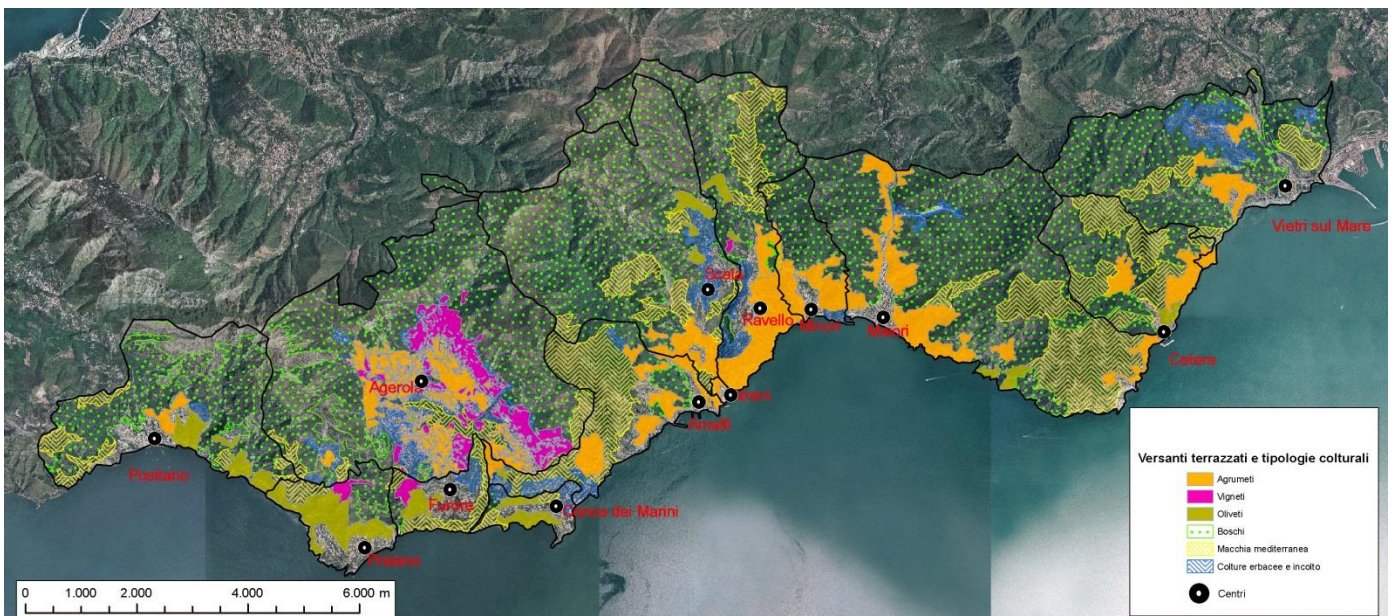 Vietri sul Mare
Scala
Ravello
Minori
Maiori
Cetara
Agerola
Atrani
Amalfi
Positano
Furore
Conca dei Marini
Praiano
0 1.000 2.000 4.000 6.000 m
Versanti terrazzati e tipologie colturali
Agrumeti
Vigneti
Oliveti
Boschi
Macchia mediterranea
Colture erbacee e incolto
Centri